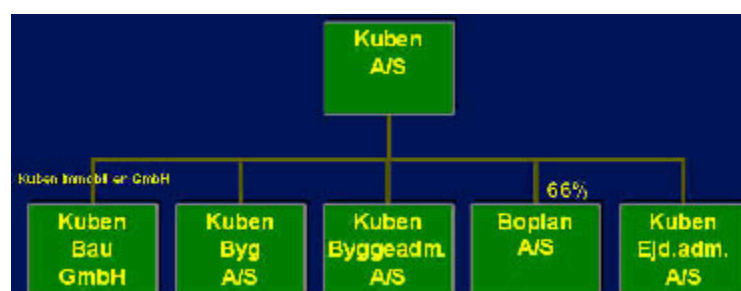 Kuben
A/S
Kuben Immobilien GmbH
66%
Kuben
Bau
GmbH
Kuben
Byg
A/S
Kuben
Byggeadm.
A/S
Boplan
A/S
Kuben
Ejd.adm.
A/S